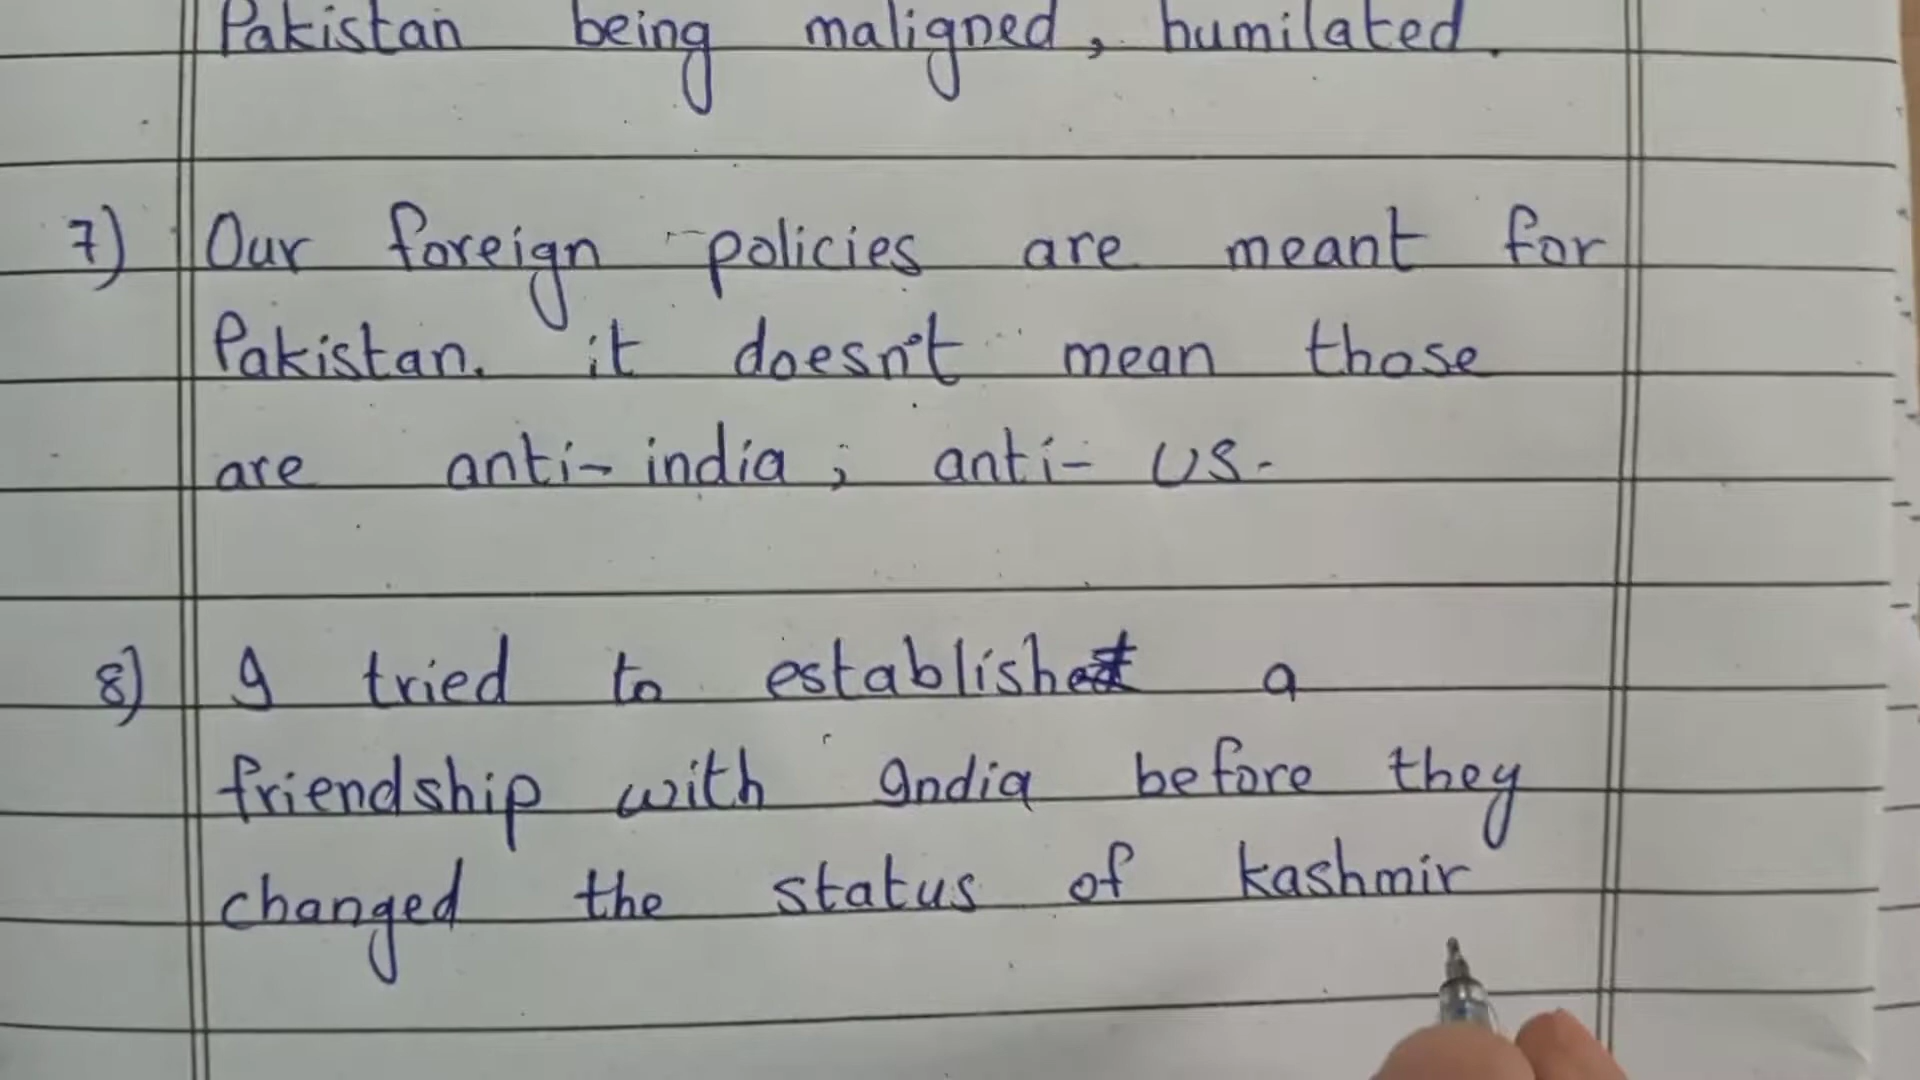 Pakistan being maligned, humilated.
7) Our foreign policies are meant for
Pakistan. it doesn't mean those
are anti-india, anti-US.
8) I tried to establish a
friendship with India before they
changed the status of kashmir